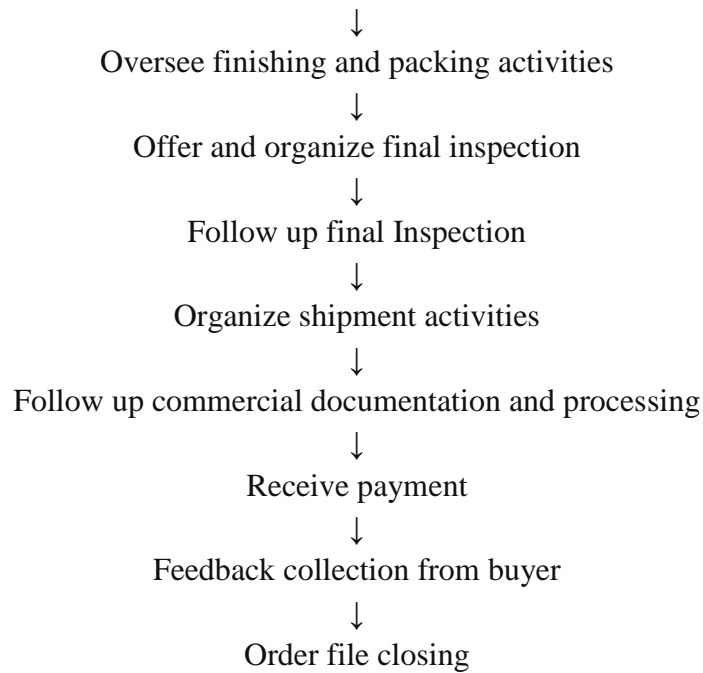 ↓
Oversee finishing and packing activities
↓
Offer and organize final inspection
↓
Follow up final Inspection
↓
Organize shipment activities
↓
Follow up commercial documentation and processing
↓
Receive payment
↓
Feedback collection from buyer
↓
Order file closing